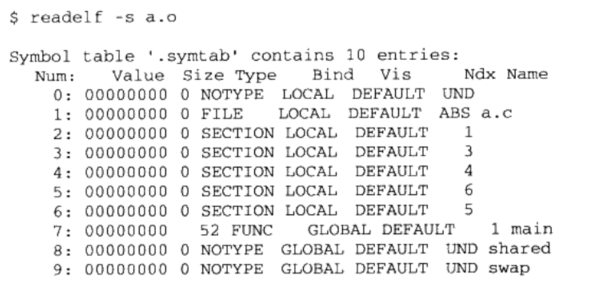 $ readelf -s a.o
Symbol table '.symtab' contains 10 entries:
Num: Value Size Type Bind Vis Ndx Name
0: 00000000 0 NOTYPE LOCAL DEFAULT UND
1: 00000000 0 FILE LOCAL DEFAULT ABS a.c
2: 00000000 0 SECTION LOCAL DEFAULT 1
3: 00000000 0 SECTION LOCAL DEFAULT 3
4: 00000000 0 SECTION LOCAL DEFAULT 4
5: 00000000 0 SECTION LOCAL DEFAULT 6
6: 00000000 0 SECTION LOCAL DEFAULT 5
7: 00000000 52 FUNC GLOBAL DEFAULT 1 main
8: 00000000 0 NOTYPE GLOBAL DEFAULT UND shared
9: 00000000 0 NOTYPE GLOBAL DEFAULT UND swap